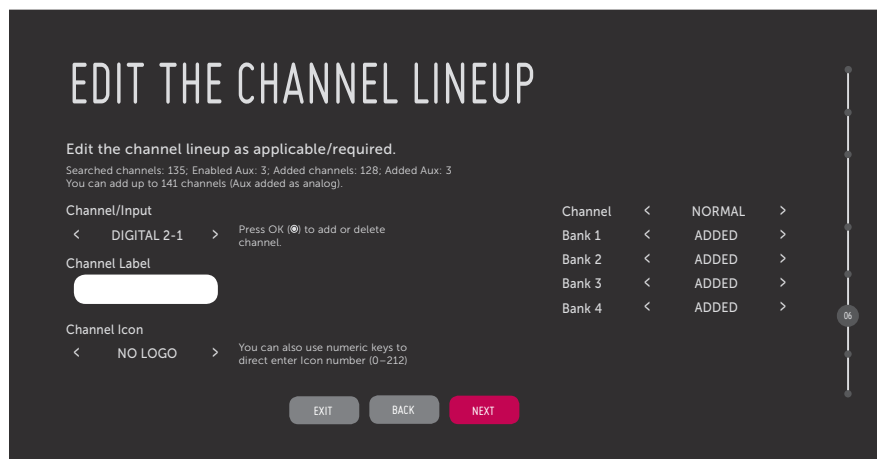 EDIT THE CHANNEL LINEUP
Edit the channel lineup as applicable/required.
Searched channels: 135; Enabled Aux: 3; Added channels: 128; Added Aux: 3
You can add up to 141 channels (Aux added as analog).
Channel/Input
< DIGITAL 2-1 >
Press OK (◉) to add or delete
channel.
Channel Label
Channel Icon
< NO LOGO >
You can also use numeric keys to
direct enter Icon number (0–212)
Channel < NORMAL >
Bank 1 < ADDED >
Bank 2 < ADDED >
Bank 3 < ADDED >
Bank 4 < ADDED >
06
EXIT BACK NEXT